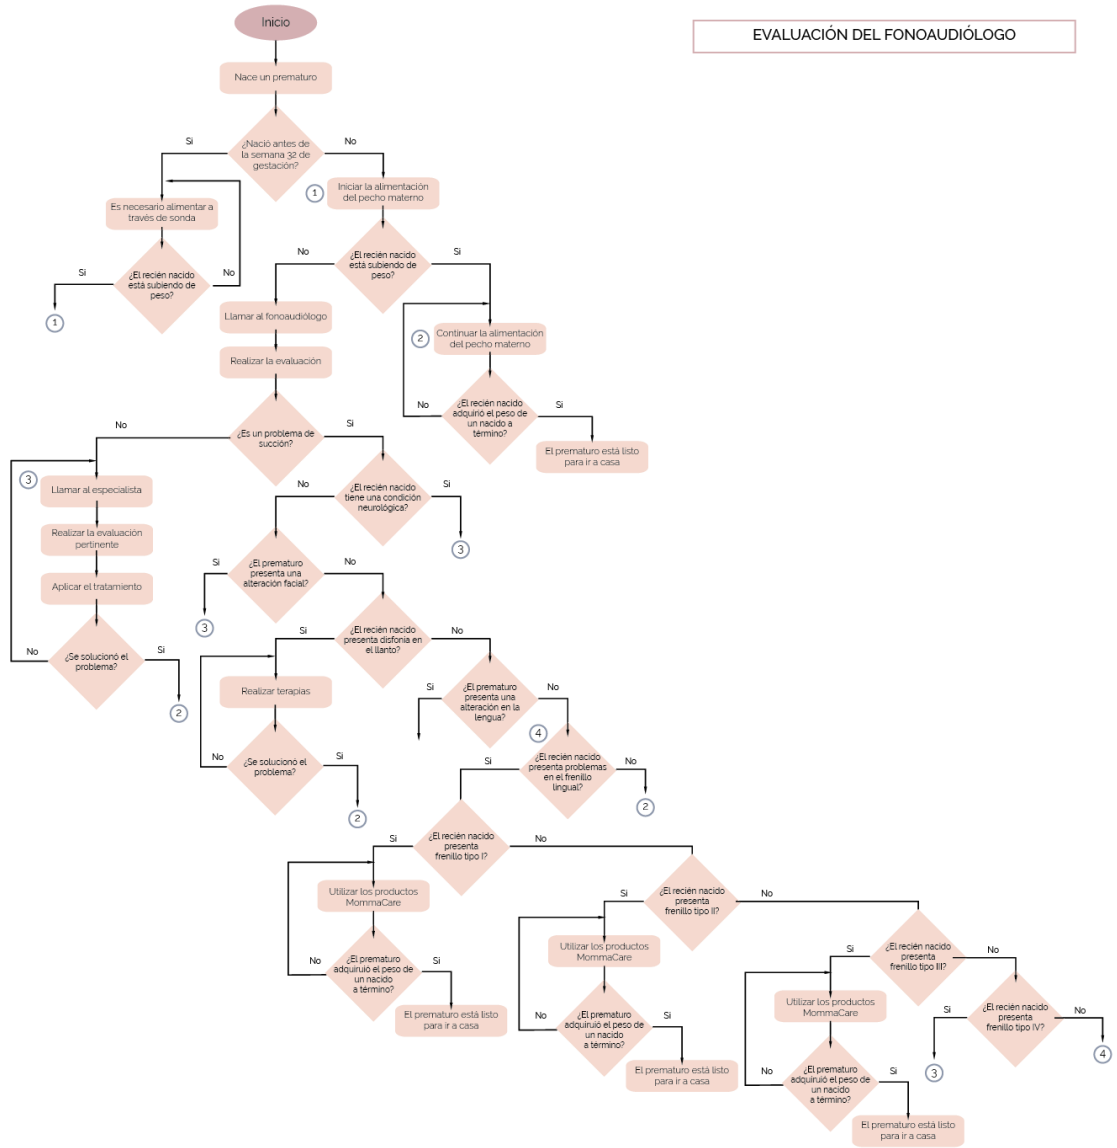 Inicio
EVALUACIÓN DEL FONOAUDIÓLOGO
Nace un prematuro
¿Nació antes de
la semana 32 de
gestación?
Si
No
1
Iniciar la alimentación
del pecho materno
Es necesario alimentar a
través de sonda
¿El recién nacido
está subiendo de
peso?
Si
No
1
¿El recién nacido
está subiendo de
peso?
No
Si
Llamar al fonoaudiólogo
Realizar la evaluación
2
Continuar la alimentación
del pecho materno
¿El recién nacido
adquirió el peso de
un nacido a
término?
No
Si
El prematuro está listo
para ir a casa
¿Es un problema de
succión?
No
Si
3
Llamar al especialista
Realizar la evaluación
pertinente
Aplicar el tratamiento
¿Se solucionó el
problema?
No
Si
2
¿El recién nacido
tiene una condición
neurológica?
No
Si
3
¿El prematuro
presenta una
alteración facial?
Si
No
3
¿El recién nacido
presenta disfonía en
el llanto?
Si
No
Realizar terapias
¿Se solucionó el
problema?
No
Si
2
¿El prematuro
presenta una
alteración en la
lengua?
Si
No
4
¿El recién nacido
presenta problemas
en el frenillo
lingual?
Si
No
2
¿El recién nacido
presenta
frenillo tipo I?
Si
No
Utilizar los productos
MommaCare
¿El prematuro
adquiruió el peso de
un nacido
a término?
No
Si
El prematuro está listo
para ir a casa
¿El recién nacido
presenta
frenillo tipo II?
Si
No
Utilizar los productos
MommaCare
¿El prematuro
adquiruió el peso de
un nacido
a término?
No
Si
El prematuro está listo
para ir a casa
¿El recién nacido
presenta
frenillo tipo III?
Si
No
Utilizar los productos
MommaCare
¿El prematuro
adquiruió el peso de
un nacido
a término?
No
Si
El prematuro está listo
para ir a casa
¿El recién nacido
presenta
frenillo tipo IV?
Si
No
3
4